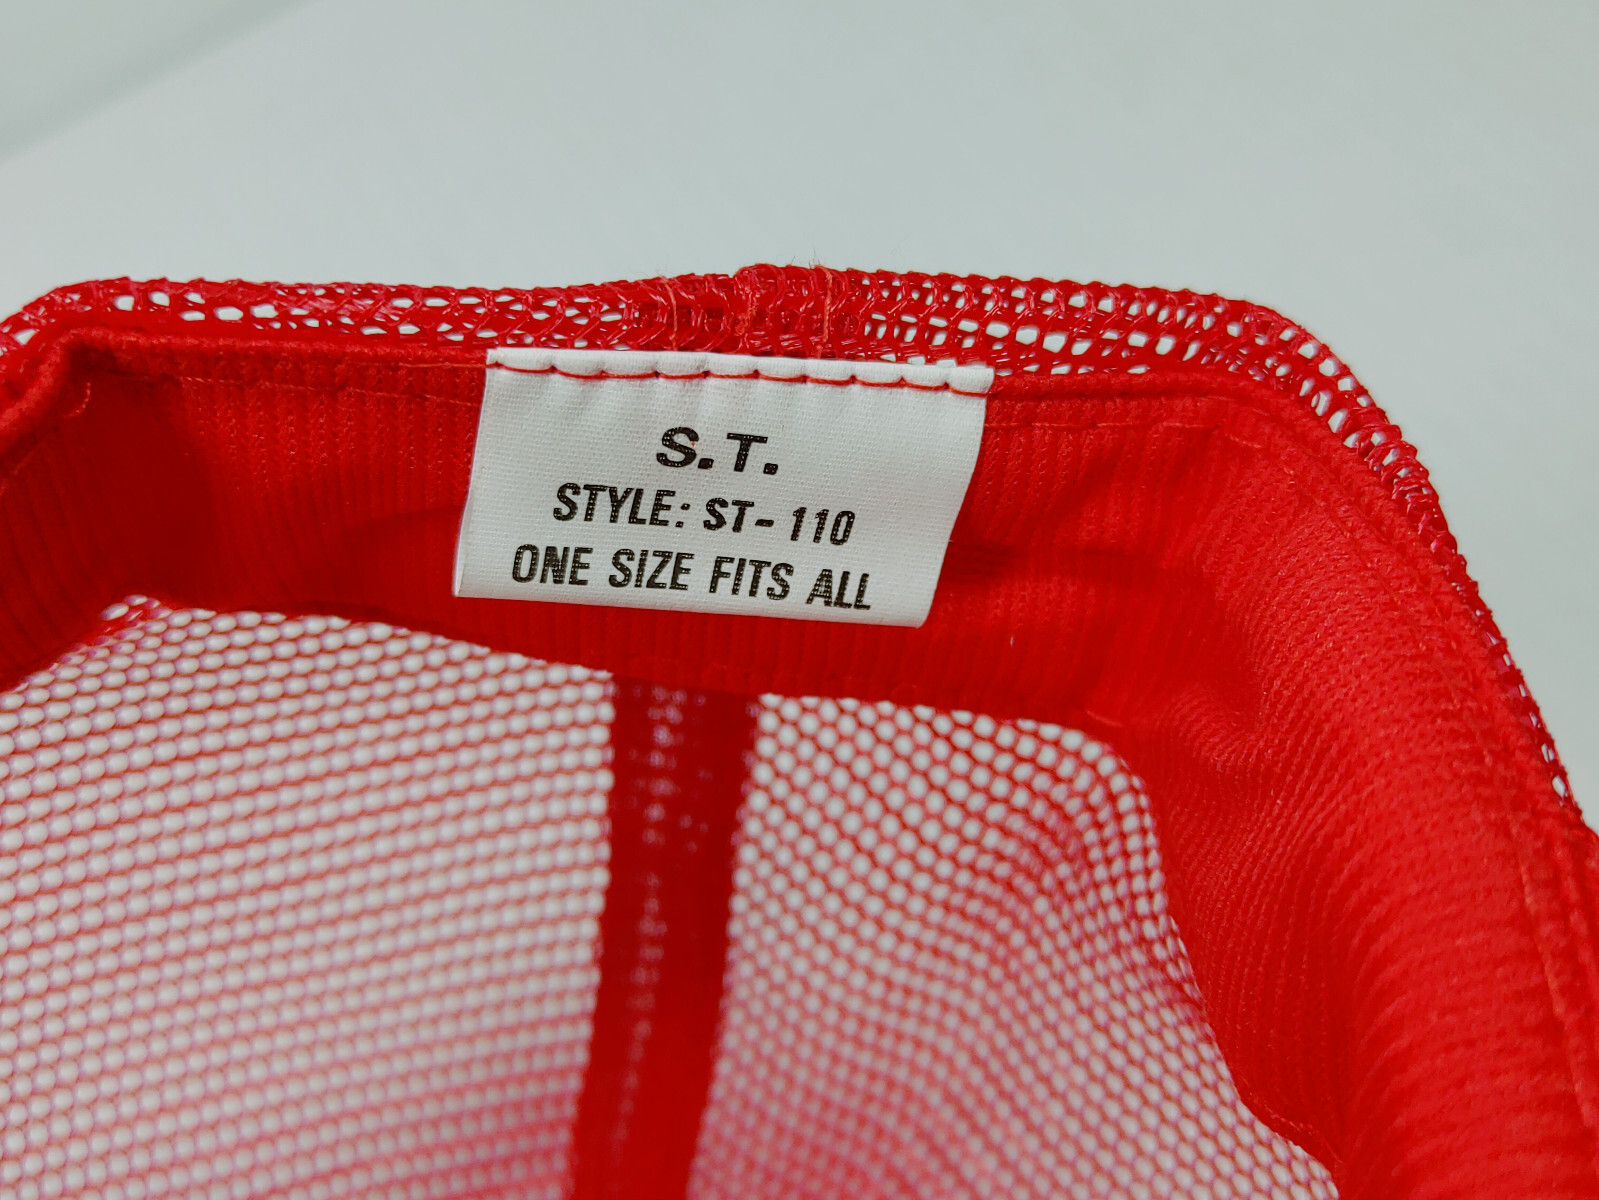 S.T.
STYLE: ST-110
ONE SIZE FITS ALL